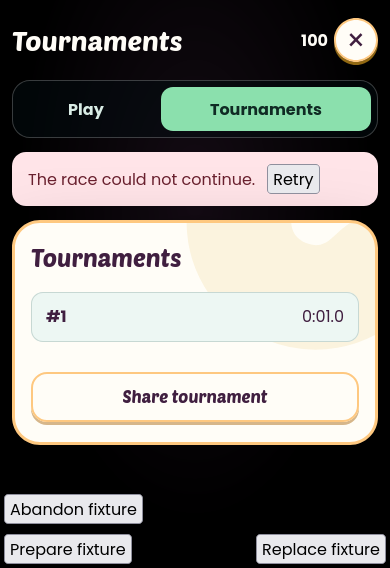 Tournaments
100 ×
Play Tournaments
The race could not continue. Retry
Tournaments
#1 0:01.0
Share tournament
Abandon fixture
Prepare fixture Replace fixture